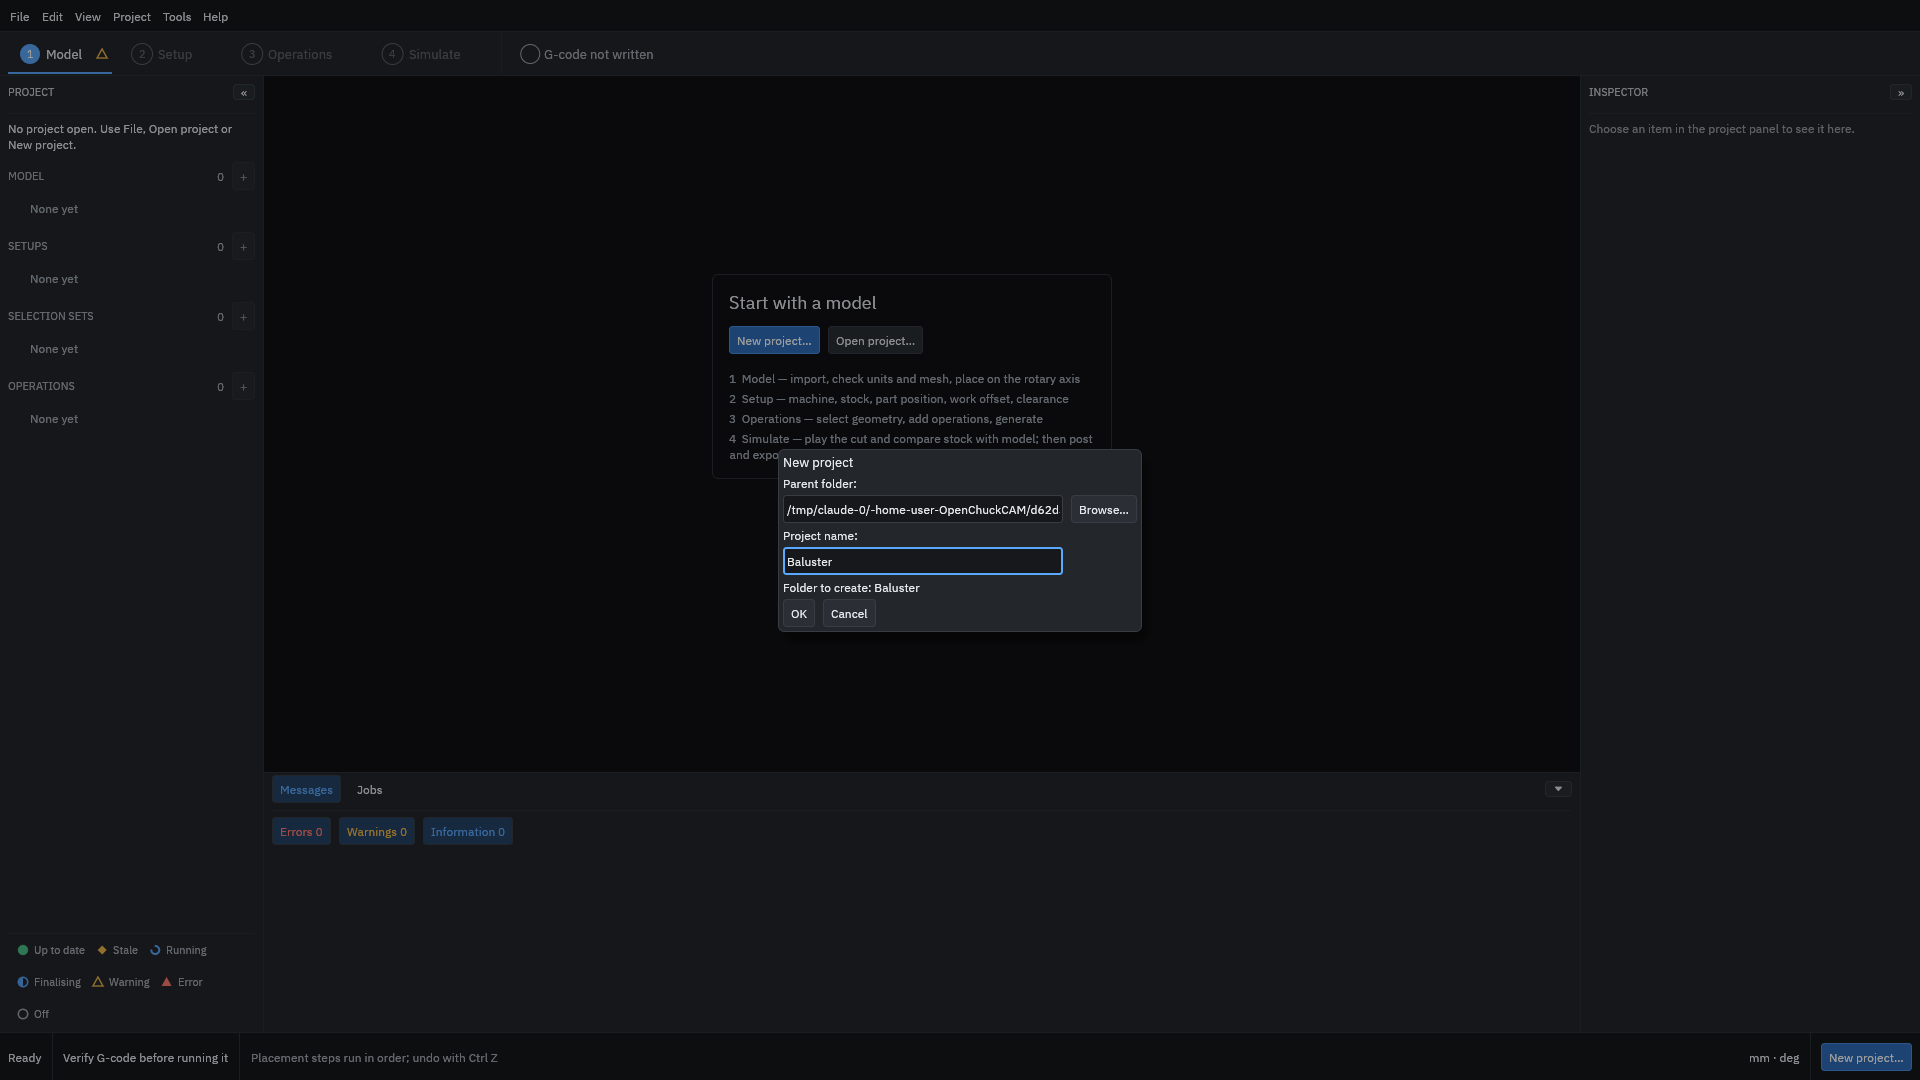 File Edit View Project Tools Help
1 Model 2 Setup 3 Operations 4 Simulate G-code not written
PROJECT «
No project open. Use File, Open project or
New project.
MODEL 0 +
None yet
SETUPS 0 +
None yet
SELECTION SETS 0 +
None yet
OPERATIONS 0 +
None yet
Up to date Stale Running
Finalising Warning Error
Off
Start with a model
New project... Open project...
1 Model — import, check units and mesh, place on the rotary axis
2 Setup — machine, stock, part position, work offset, clearance
3 Operations — select geometry, add operations, generate
4 Simulate — play the cut and compare stock with model; then post
and expo
New project
Parent folder:
/tmp/claude-0/-home-user-OpenChuckCAM/d62d Browse...
Project name:
Baluster
Folder to create: Baluster
OK Cancel
Messages Jobs
Errors 0 Warnings 0 Information 0
INSPECTOR »
Choose an item in the project panel to see it here.
Ready Verify G-code before running it Placement steps run in order; undo with Ctrl Z mm · deg New project...